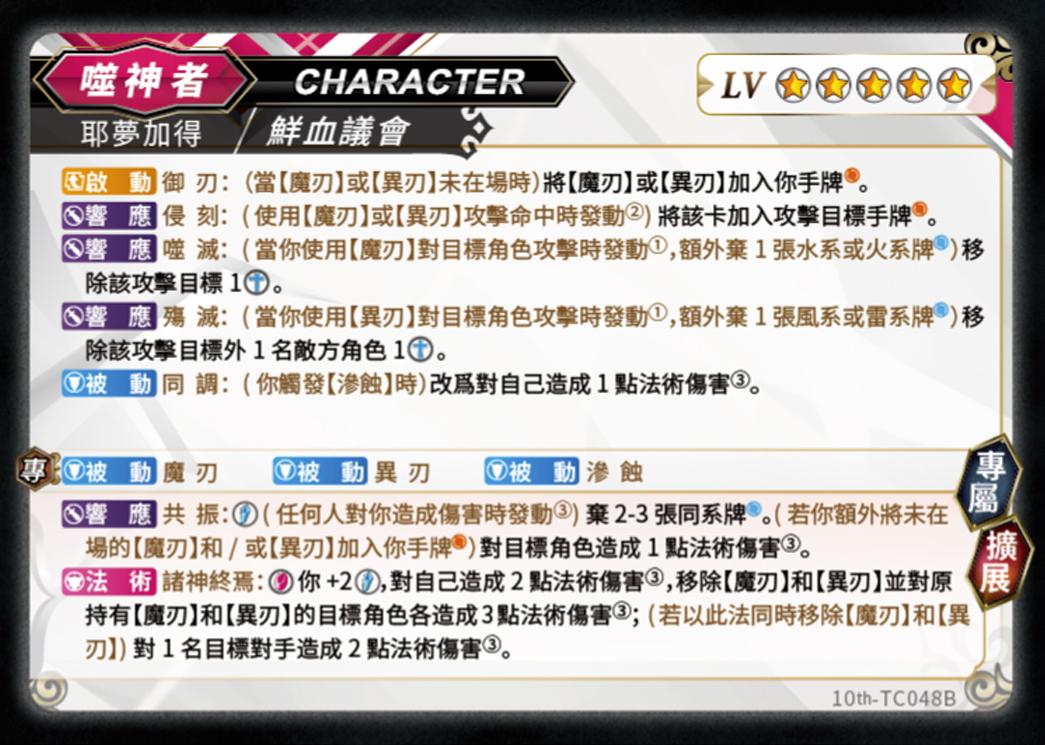 噬神者 CHARACTER LV
耶夢加得 / 鮮血議會
啟動 御刃：（當【魔刃】或【異刃】未在場時）將【魔刃】或【異刃】加入你手牌。
響應 侵刻：（使用【魔刃】或【異刃】攻擊命中時發動②）將該卡加入攻擊目標手牌。
響應 噬滅：（當你使用【魔刃】對目標角色攻擊時發動①,額外棄 1 張水系或火系牌）移
除該攻擊目標 1。
響應 殤滅：（當你使用【異刃】對目標角色攻擊時發動①,額外棄 1 張風系或雷系牌）移
除該攻擊目標外 1 名敵方角色 1。
被動 同調：（你觸發【滲蝕】時）改爲對自己造成 1 點法術傷害③。
專 被動 魔刃 被動 異刃 被動 滲蝕
專屬
響應 共振：（任何人對你造成傷害時發動③）棄 2-3 張同系牌。（若你額外將未在
場的【魔刃】和 / 或【異刃】加入你手牌）對目標角色造成 1 點法術傷害③。
擴展
法術 諸神終焉：你 +2,對自己造成 2 點法術傷害③,移除【魔刃】和【異刃】並對原
持有【魔刃】和【異刃】的目標角色各造成 3 點法術傷害③；（若以此法同時移除【魔刃】和【異
刃】）對 1 名目標對手造成 2 點法術傷害③。
10th-TC048B